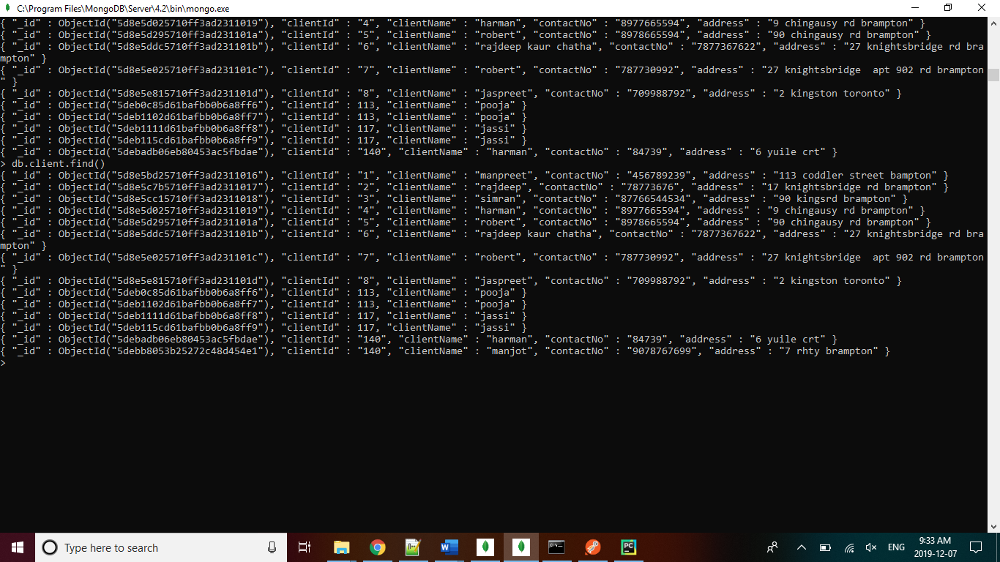 C:\Program Files\MongoDB\Server\4.2\bin\mongo.exe
{ "_id" : ObjectId("5d8e5d025710ff3ad2311019"), "clientId" : "4", "clientName" : "harman", "contactNo" : "8977665594", "address" : "9 chingausy rd brampton" }
{ "_id" : ObjectId("5d8e5d295710ff3ad231101a"), "clientId" : "5", "clientName" : "robert", "contactNo" : "8978665594", "address" : "90 chingausy rd brampton" }
{ "_id" : ObjectId("5d8e5ddc5710ff3ad231101b"), "clientId" : "6", "clientName" : "rajdeep kaur chatha", "contactNo" : "7877367622", "address" : "27 knightsbridge rd bra
mpton" }
{ "_id" : ObjectId("5d8e5e025710ff3ad231101c"), "clientId" : "7", "clientName" : "robert", "contactNo" : "787730992", "address" : "27 knightsbridge  apt 902 rd brampton
" }
{ "_id" : ObjectId("5d8e5e815710ff3ad231101d"), "clientId" : "8", "clientName" : "jaspreet", "contactNo" : "709988792", "address" : "2 kingston toronto" }
{ "_id" : ObjectId("5deb0c85d61bafbb0b6a8ff6"), "clientId" : 113, "clientName" : "pooja" }
{ "_id" : ObjectId("5deb1102d61bafbb0b6a8ff7"), "clientId" : 113, "clientName" : "pooja" }
{ "_id" : ObjectId("5deb1111d61bafbb0b6a8ff8"), "clientId" : 117, "clientName" : "jassi" }
{ "_id" : ObjectId("5deb115cd61bafbb0b6a8ff9"), "clientId" : 117, "clientName" : "jassi" }
{ "_id" : ObjectId("5debadb06eb80453ac5fbdae"), "clientId" : "140", "clientName" : "harman", "contactNo" : "84739", "address" : "6 yuile crt" }
> db.client.find()
{ "_id" : ObjectId("5d8e5bd25710ff3ad2311016"), "clientId" : "1", "clientName" : "manpreet", "contactNo" : "456789239", "address" : "113 coddler street bampton" }
{ "_id" : ObjectId("5d8e5c7b5710ff3ad2311017"), "clientId" : "2", "clientName" : "rajdeep", "contactNo" : "78773676", "address" : "17 knightsbridge rd brampton" }
{ "_id" : ObjectId("5d8e5cc15710ff3ad2311018"), "clientId" : "3", "clientName" : "simran", "contactNo" : "87766544534", "address" : "90 kingsrd brampton" }
{ "_id" : ObjectId("5d8e5d025710ff3ad2311019"), "clientId" : "4", "clientName" : "harman", "contactNo" : "8977665594", "address" : "9 chingausy rd brampton" }
{ "_id" : ObjectId("5d8e5d295710ff3ad231101a"), "clientId" : "5", "clientName" : "robert", "contactNo" : "8978665594", "address" : "90 chingausy rd brampton" }
{ "_id" : ObjectId("5d8e5ddc5710ff3ad231101b"), "clientId" : "6", "clientName" : "rajdeep kaur chatha", "contactNo" : "7877367622", "address" : "27 knightsbridge rd bra
mpton" }
{ "_id" : ObjectId("5d8e5e025710ff3ad231101c"), "clientId" : "7", "clientName" : "robert", "contactNo" : "787730992", "address" : "27 knightsbridge  apt 902 rd brampton
" }
{ "_id" : ObjectId("5d8e5e815710ff3ad231101d"), "clientId" : "8", "clientName" : "jaspreet", "contactNo" : "709988792", "address" : "2 kingston toronto" }
{ "_id" : ObjectId("5deb0c85d61bafbb0b6a8ff6"), "clientId" : 113, "clientName" : "pooja" }
{ "_id" : ObjectId("5deb1102d61bafbb0b6a8ff7"), "clientId" : 113, "clientName" : "pooja" }
{ "_id" : ObjectId("5deb1111d61bafbb0b6a8ff8"), "clientId" : 117, "clientName" : "jassi" }
{ "_id" : ObjectId("5deb115cd61bafbb0b6a8ff9"), "clientId" : 117, "clientName" : "jassi" }
{ "_id" : ObjectId("5debadb06eb80453ac5fbdae"), "clientId" : "140", "clientName" : "harman", "contactNo" : "84739", "address" : "6 yuile crt" }
{ "_id" : ObjectId("5debb8053b25272c48d454e1"), "clientId" : "140", "clientName" : "manjot", "contactNo" : "9078767699", "address" : "7 rhty brampton" }
>
Type here to search
ENG
9:33 AM
2019-12-07